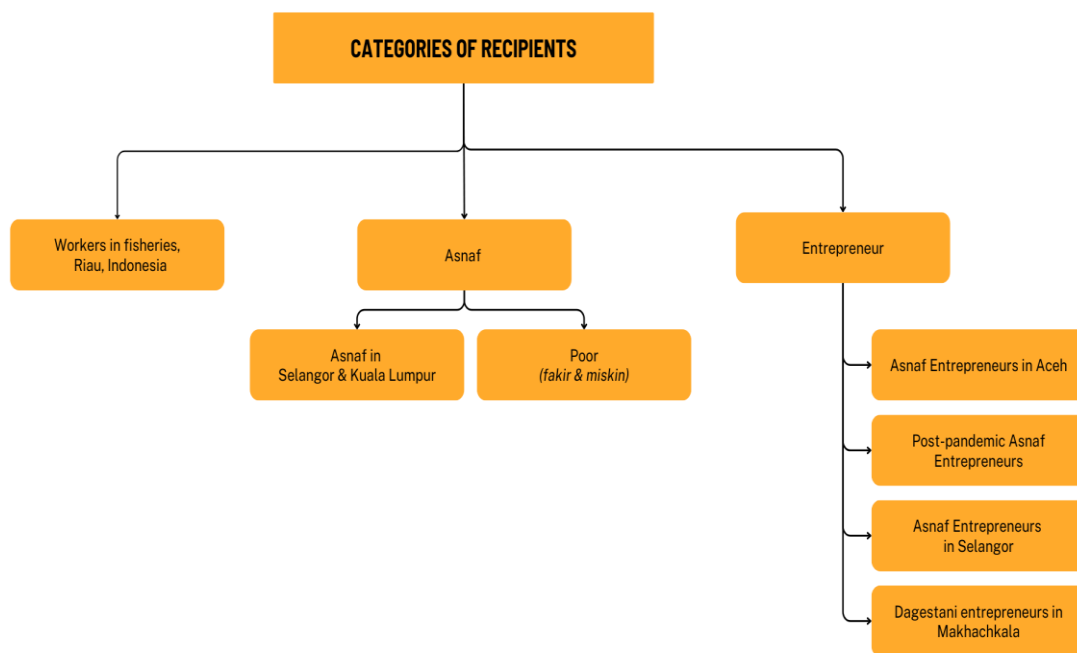 CATEGORIES OF RECIPIENTS
Workers in fisheries,
Riau, Indonesia
Asnaf
Entrepreneur
Asnaf in
Selangor & Kuala Lumpur
Poor
(fakir & miskin)
Asnaf Entrepreneurs in Aceh
Post-pandemic Asnaf
Entrepreneurs
Asnaf Entrepreneurs
in Selangor
Dagestani entrepreneurs in
Makhachkala